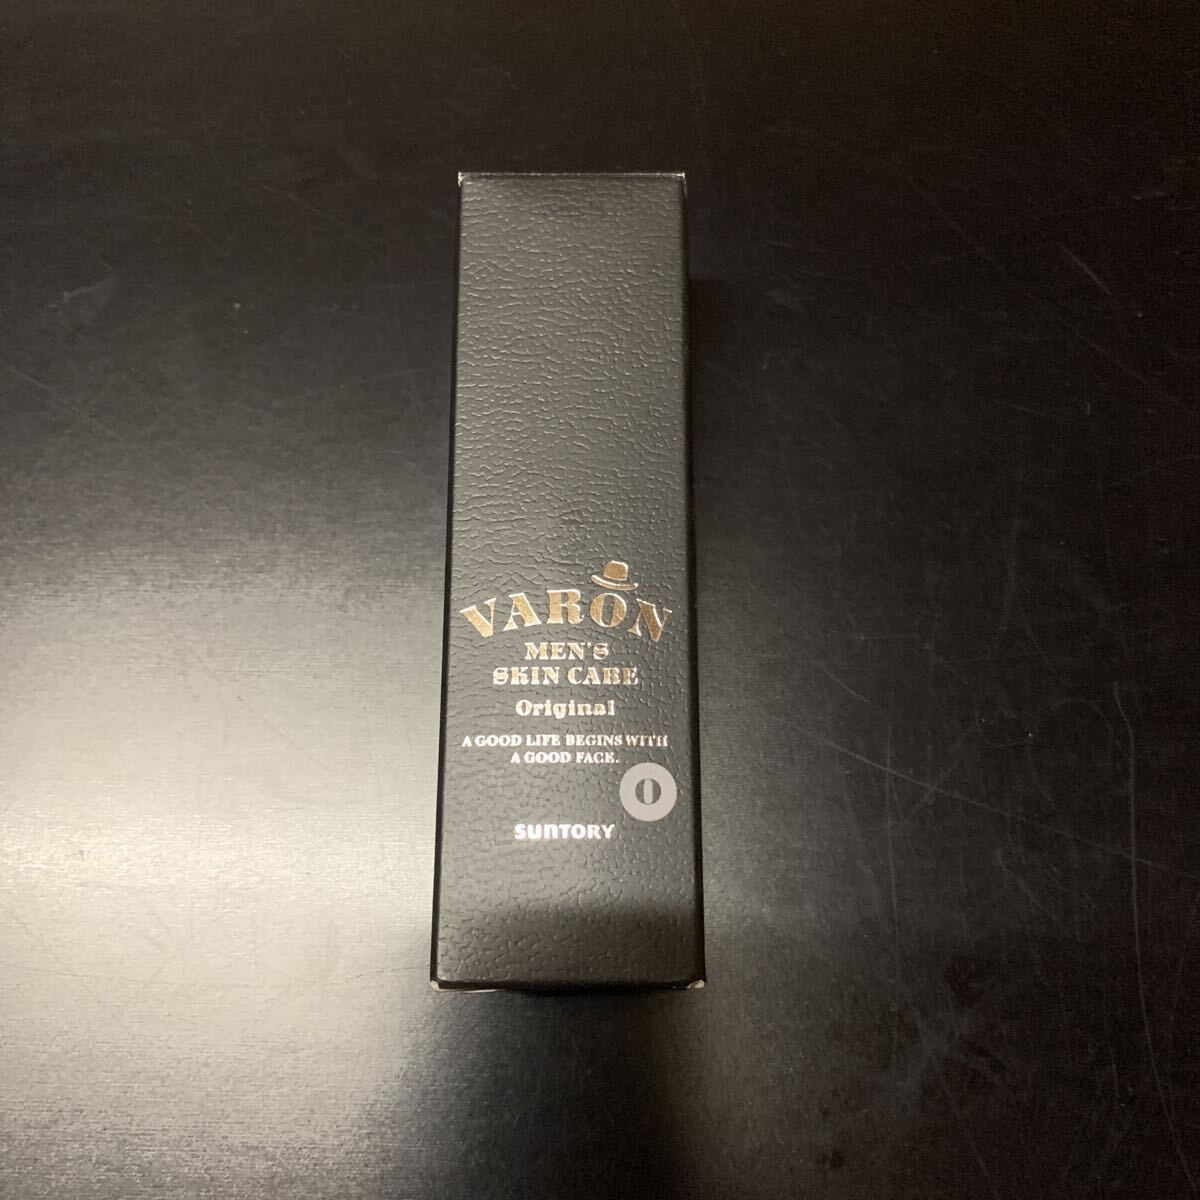 VARON
MEN'S
SKIN CARE
Original
A GOOD LIFE BEGINS WITH
A GOOD FACE.
O
SUNTORY